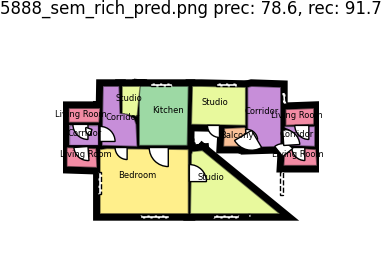 5888_sem_rich_pred.png prec: 78.6, rec: 91.7
Studio
Studio
Living Room
Corridor
Kitchen
Corridor
Living Room
Corridor
Balcony
Corridor
Living Room
Living Room
Bedroom
Studio